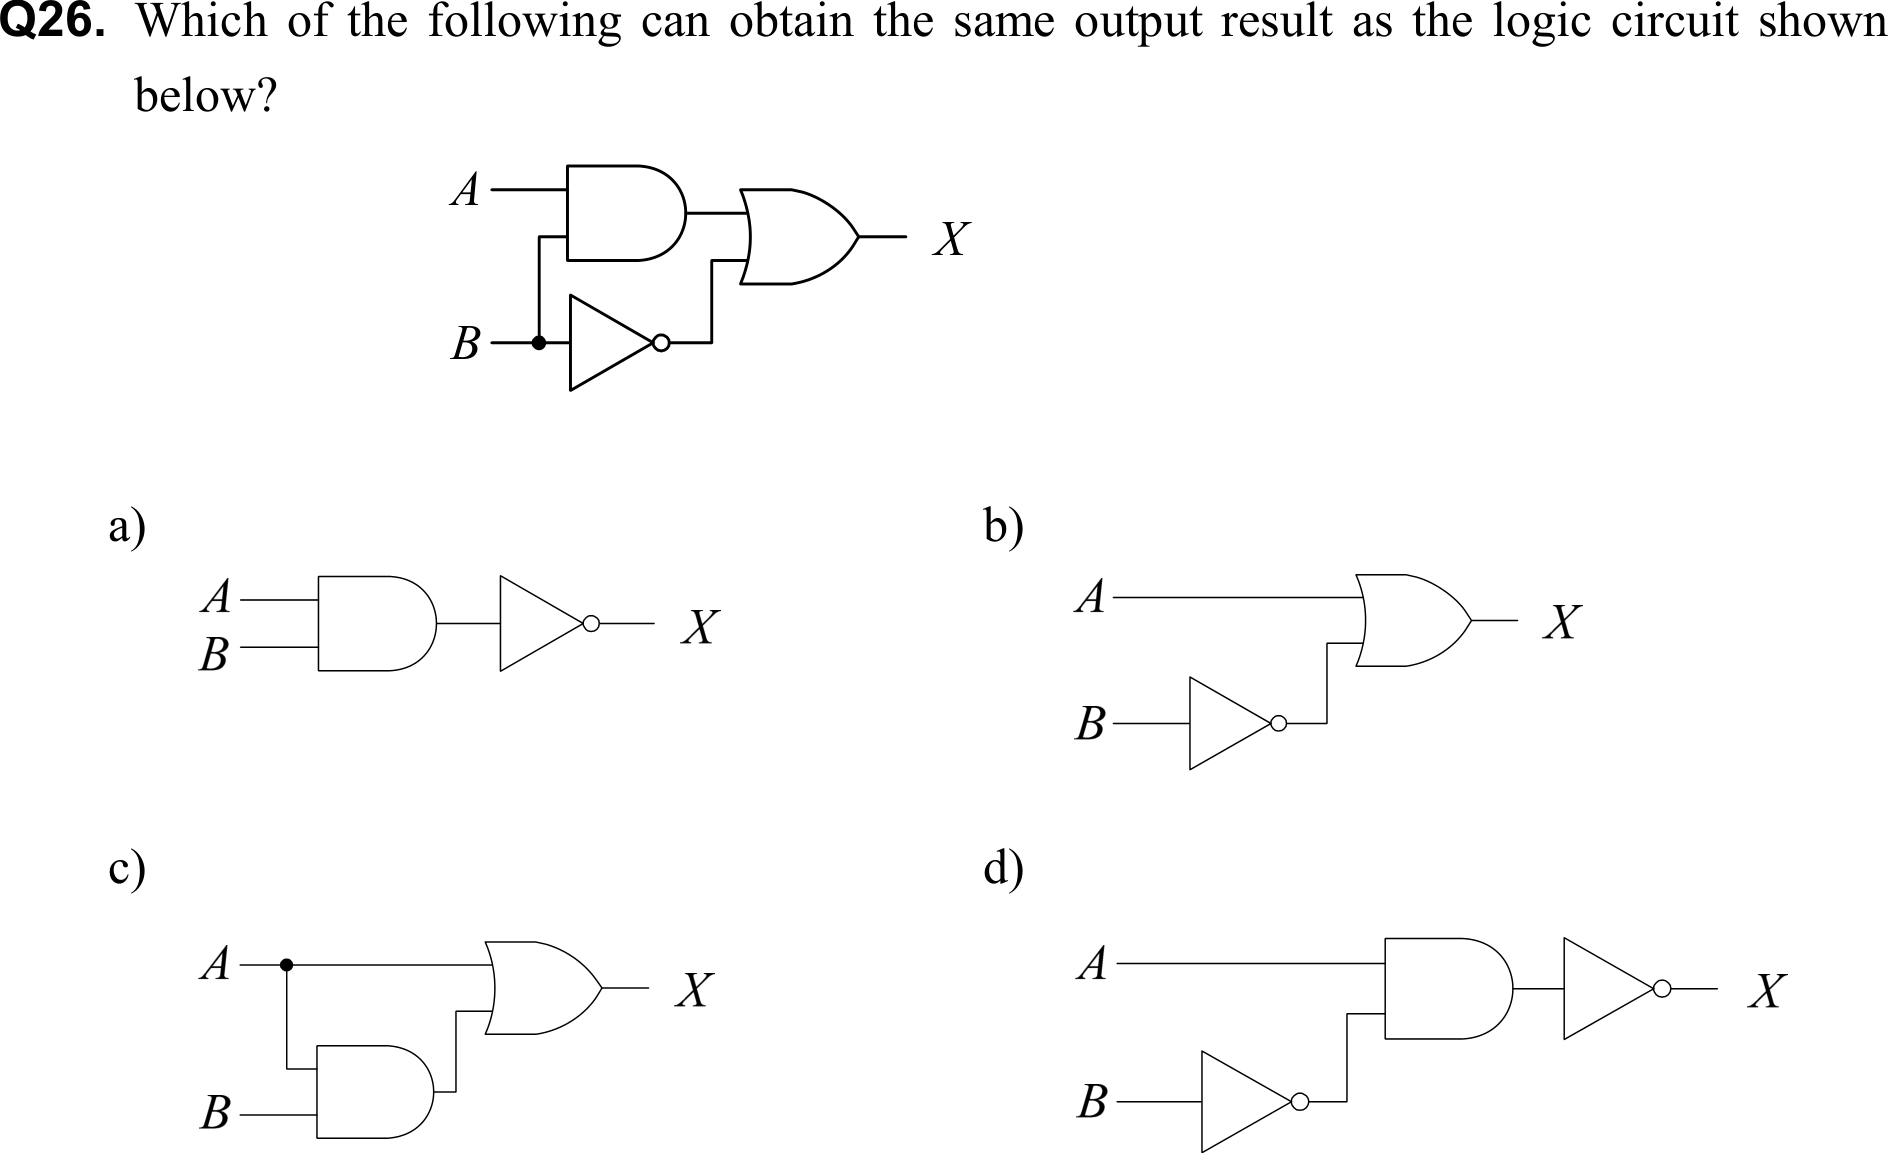 Q26. Which of the following can obtain the same output result as the logic circuit shown
below?
A
X
B
a)
b)
A
B
X
A
X
B
c)
d)
A
X
B
A
X
B